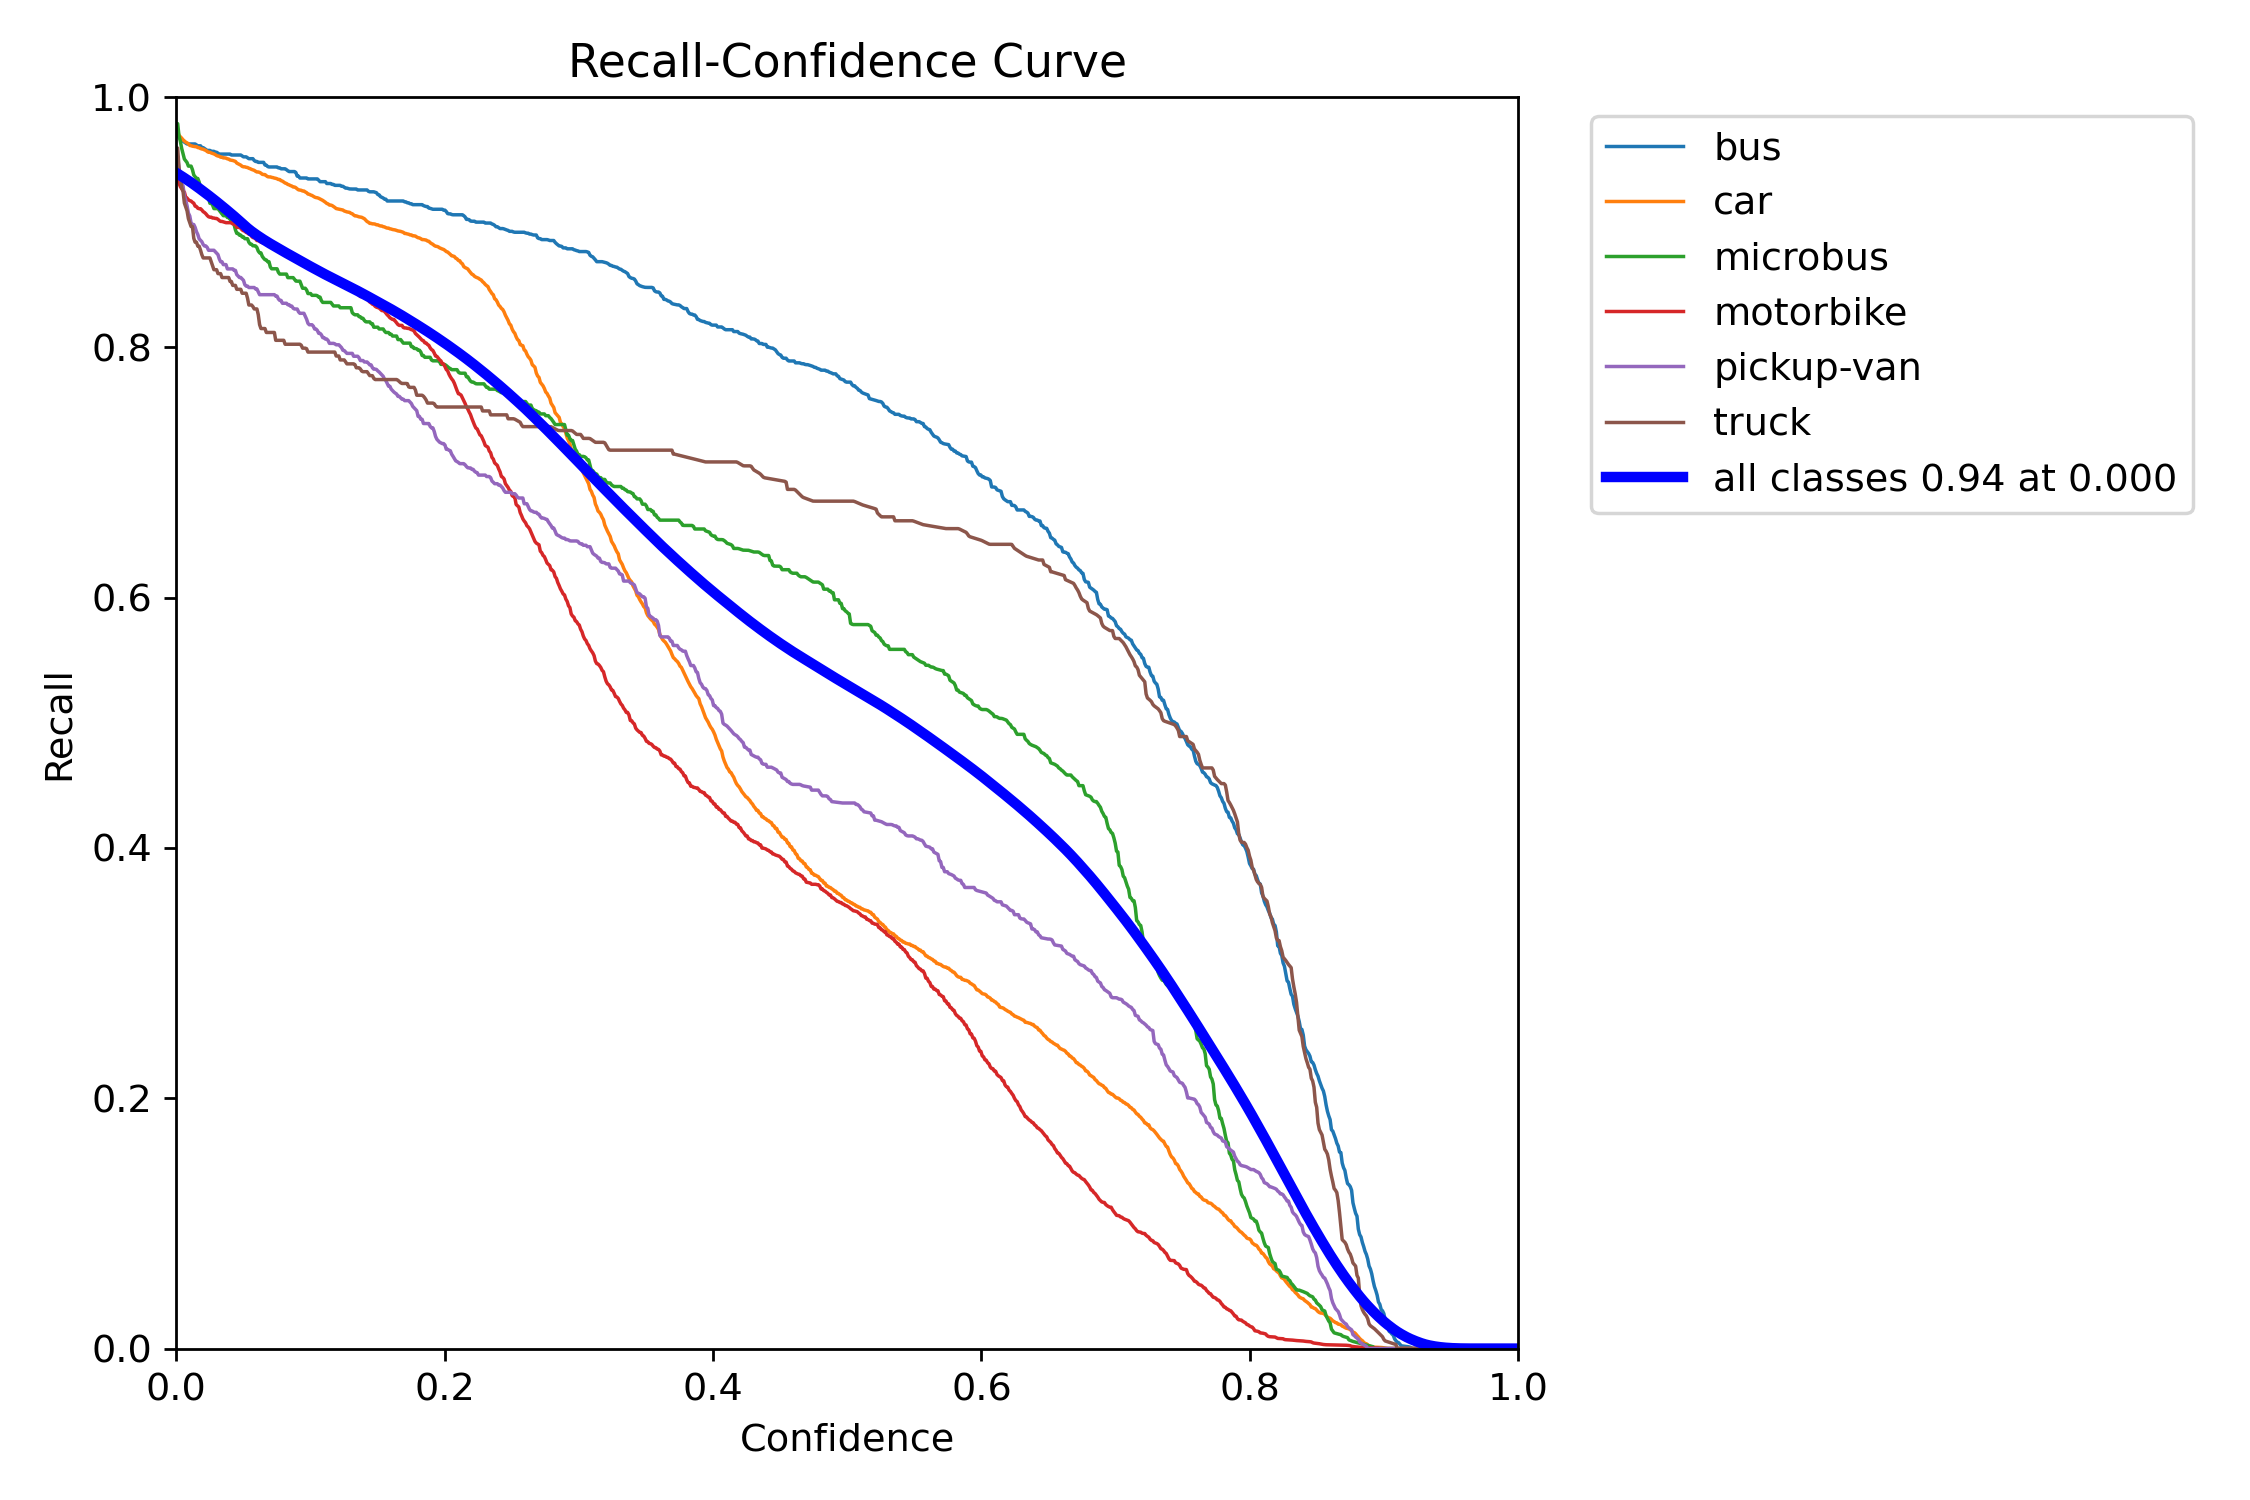 Recall-Confidence Curve
1.0
0.8
0.6
0.4
0.2
0.0
Recall
0.0 0.2 0.4 0.6 0.8 1.0
Confidence
bus
car
microbus
motorbike
pickup-van
truck
all classes 0.94 at 0.000